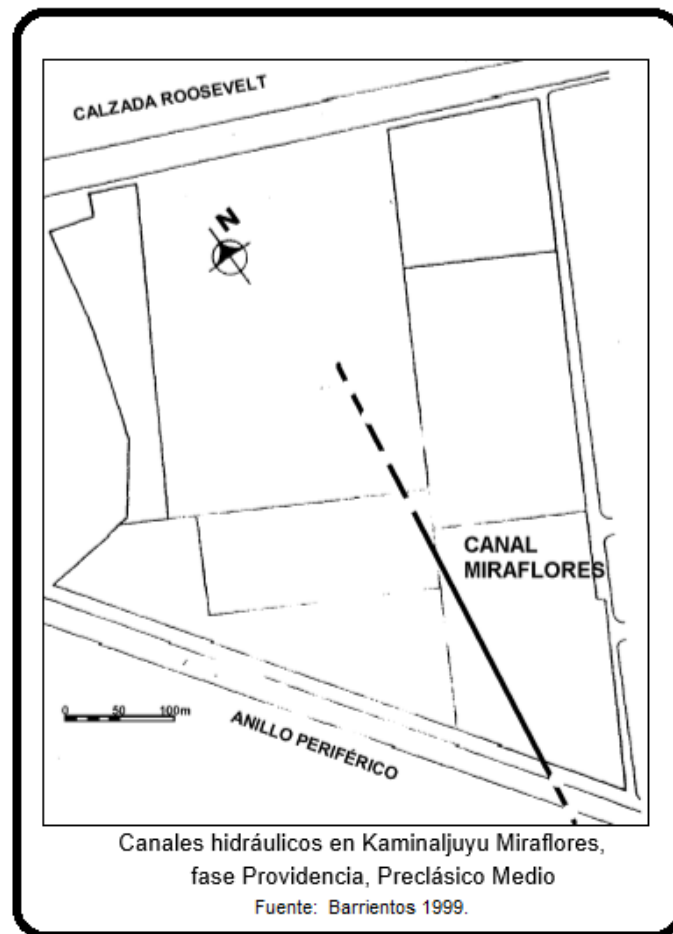 CALZADA ROOSEVELT
N
CANAL
MIRAFLORES
0 50 100m
ANILLO PERIFÉRICO
Canales hidráulicos en Kaminaljuyu Miraflores,
fase Providencia, Preclásico Medio
Fuente: Barrientos 1999.